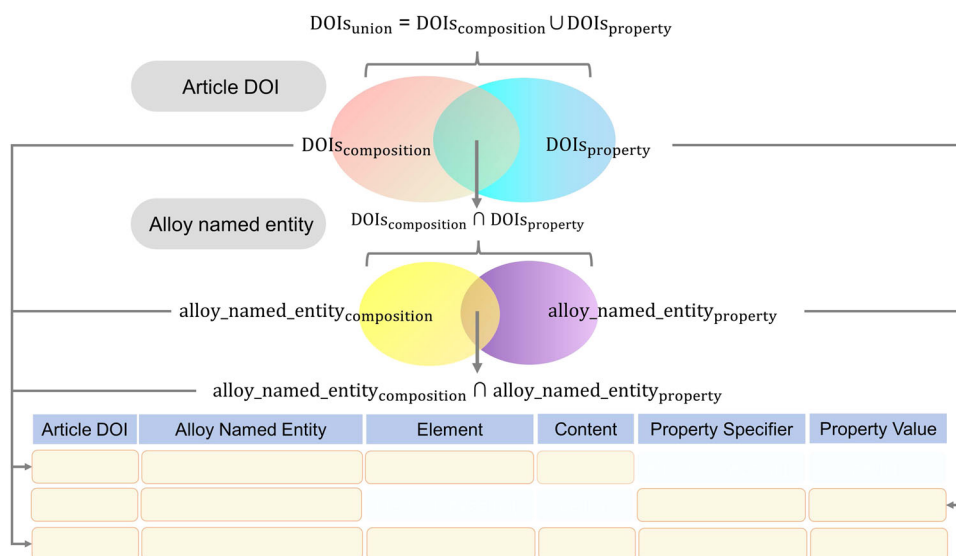 DOIs_union = DOIs_composition ∪ DOIs_property
Article DOI
DOIs_composition
DOIs_property
Alloy named entity
DOIs_composition ∩ DOIs_property
alloy_named_entity_composition
alloy_named_entity_property
alloy_named_entity_composition ∩ alloy_named_entity_property
Article DOI Alloy Named Entity Element Content Property Specifier Property Value